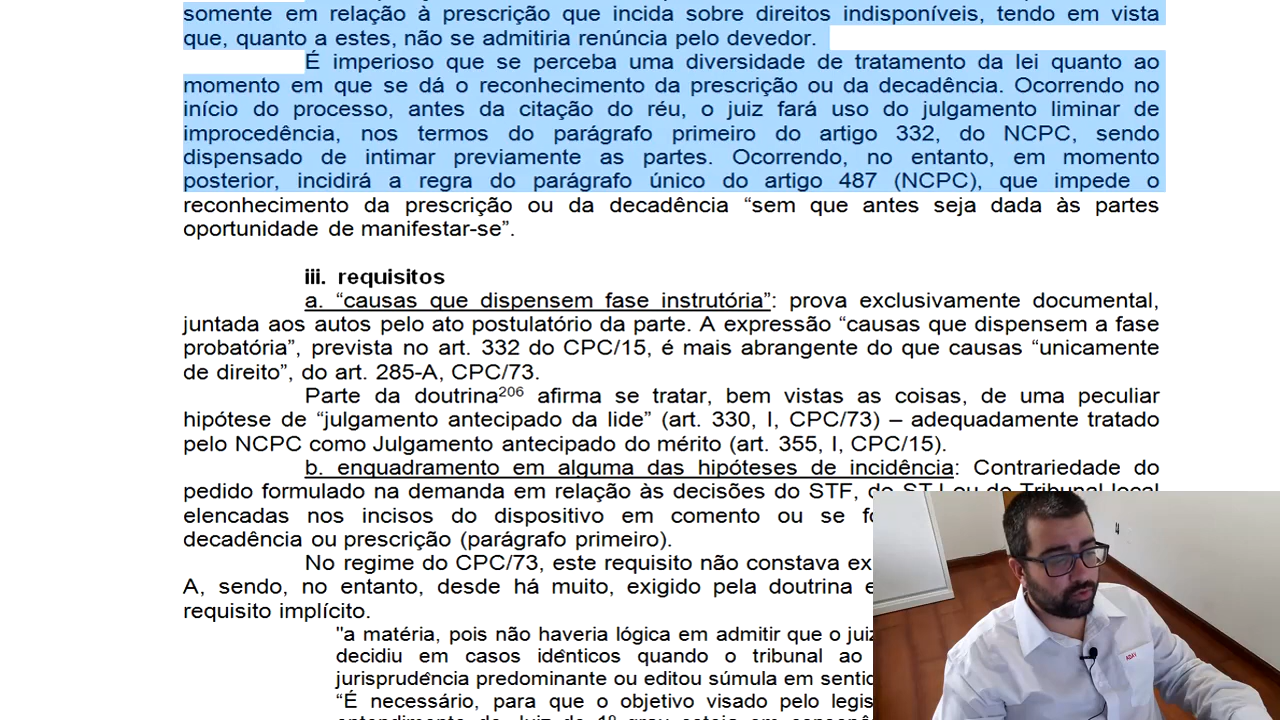 somente em relação à prescrição que incida sobre direitos indisponíveis, tendo em vista
que, quanto a estes, não se admitiria renúncia pelo devedor.
É imperioso que se perceba uma diversidade de tratamento da lei quanto ao
momento em que se dá o reconhecimento da prescrição ou da decadência. Ocorrendo no
início do processo, antes da citação do réu, o juiz fará uso do julgamento liminar de
improcedência, nos termos do parágrafo primeiro do artigo 332, do NCPC, sendo
dispensado de intimar previamente as partes. Ocorrendo, no entanto, em momento
posterior, incidirá a regra do parágrafo único do artigo 487 (NCPC), que impede o
reconhecimento da prescrição ou da decadência “sem que antes seja dada às partes
oportunidade de manifestar-se”.
iii. requisitos
a. “causas que dispensem fase instrutória”: prova exclusivamente documental,
juntada aos autos pelo ato postulatório da parte. A expressão “causas que dispensem a fase
probatória”, prevista no art. 332 do CPC/15, é mais abrangente do que causas “unicamente
de direito”, do art. 285-A, CPC/73.
Parte da doutrina206 afirma se tratar, bem vistas as coisas, de uma peculiar
hipótese de “julgamento antecipado da lide” (art. 330, I, CPC/73) – adequadamente tratado
pelo NCPC como Julgamento antecipado do mérito (art. 355, I, CPC/15).
b. enquadramento em alguma das hipóteses de incidência: Contrariedade do
pedido formulado na demanda em relação às decisões do STF, do STJ ou do Tribunal local
elencadas nos incisos do dispositivo em comento ou se
decadência ou prescrição (parágrafo primeiro).
No regime do CPC/73, este requisito não constava
A, sendo, no entanto, desde há muito, exigido pela doutrina
requisito implícito.
"a matéria, pois não haveria lógica em admitir que o juiz
decidiu em casos idênticos quando o tribunal ao
jurisprudência predominante ou editou súmula em
“É necessário, para que o objetivo visado pelo